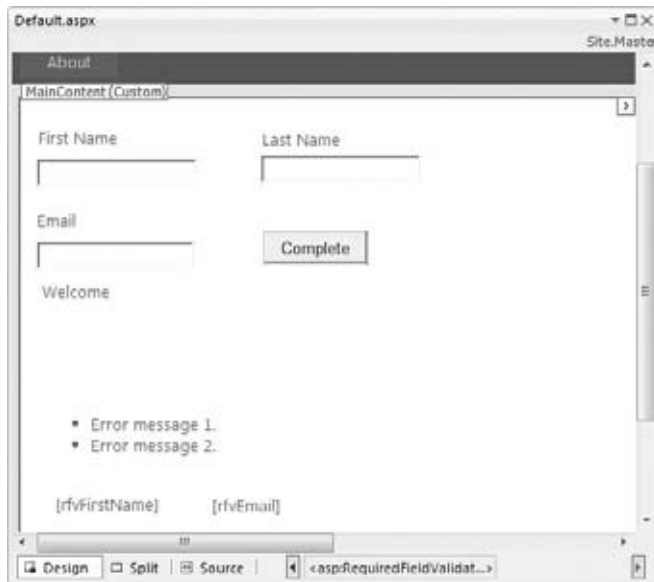 Default.aspx
Site.Master
About
MainContent (Custom)
First Name
Last Name
Email
Complete
Welcome
Error message 1.
Error message 2.
[rfvFirstName] [rfvEmail]
Design Split Source <asp:RequiredFieldValidat...>